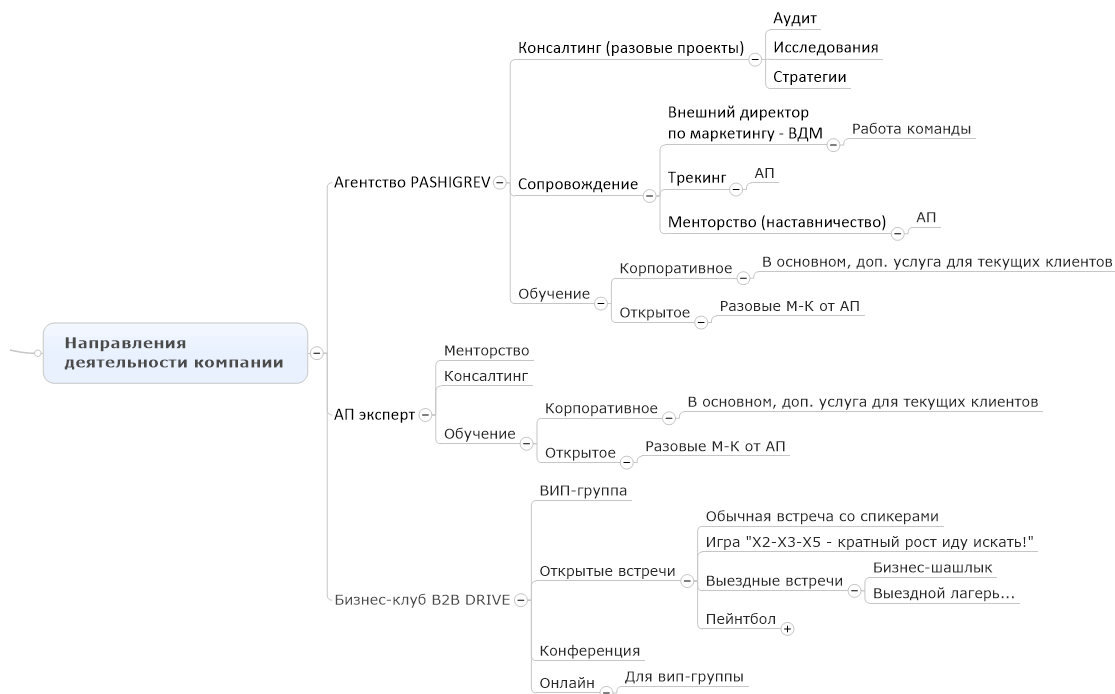 Направления
деятельности компании
Агентство PASHIGREV
Консалтинг (разовые проекты)
Аудит
Исследования
Стратегии
Сопровождение
Внешний директор
по маркетингу - ВДМ
Работа команды
Трекинг
АП
Менторство (наставничество)
АП
Обучение
Корпоративное
В основном, доп. услуга для текущих клиентов
Открытое
Разовые М-К от АП
АП эксперт
Менторство
Консалтинг
Обучение
Корпоративное
В основном, доп. услуга для текущих клиентов
Открытое
Разовые М-К от АП
Бизнес-клуб B2B DRIVE
ВИП-группа
Открытые встречи
Обычная встреча со спикерами
Игра "Х2-Х3-Х5 - кратный рост иду искать!"
Выездные встречи
Бизнес-шашлык
Выездной лагерь...
Пейнтбол
Конференция
Онлайн
Для вип-группы